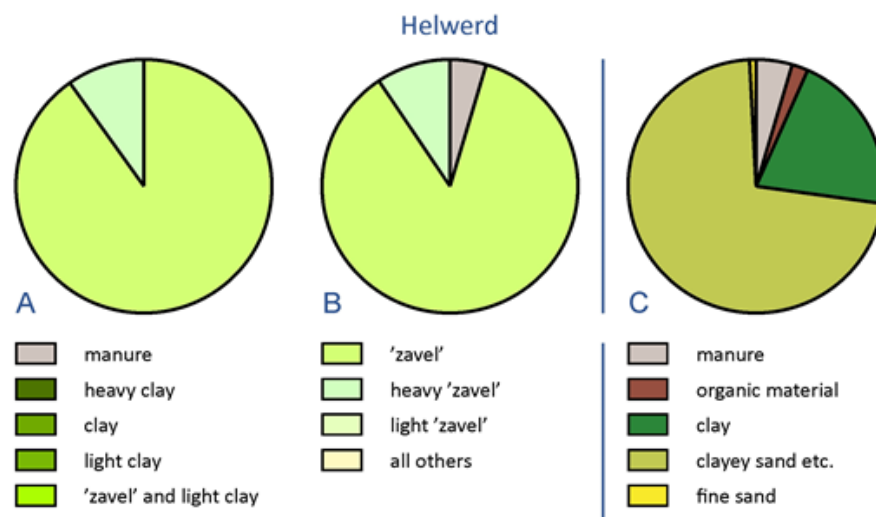 Helwerd
A
B
C
manure
heavy clay
clay
light clay
’zavel’ and light clay
’zavel’
heavy ’zavel’
light ’zavel’
all others
manure
organic material
clay
clayey sand etc.
fine sand